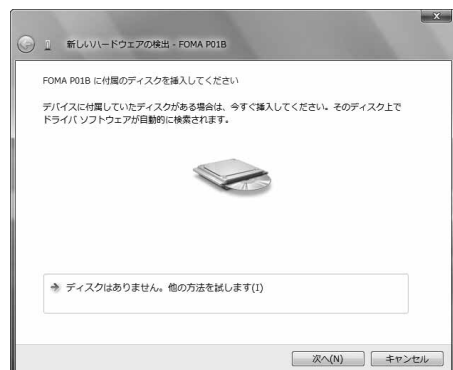 新しいハードウェアの検出 - FOMA P01B
FOMA P01B に付属のディスクを挿入してください
デバイスに付属していたディスクがある場合は、今すぐ挿入してください。そのディスク上で
ドライバ ソフトウェアが自動的に検索されます。
ディスクはありません。他の方法を試します(I)
次へ(N)
キャンセル